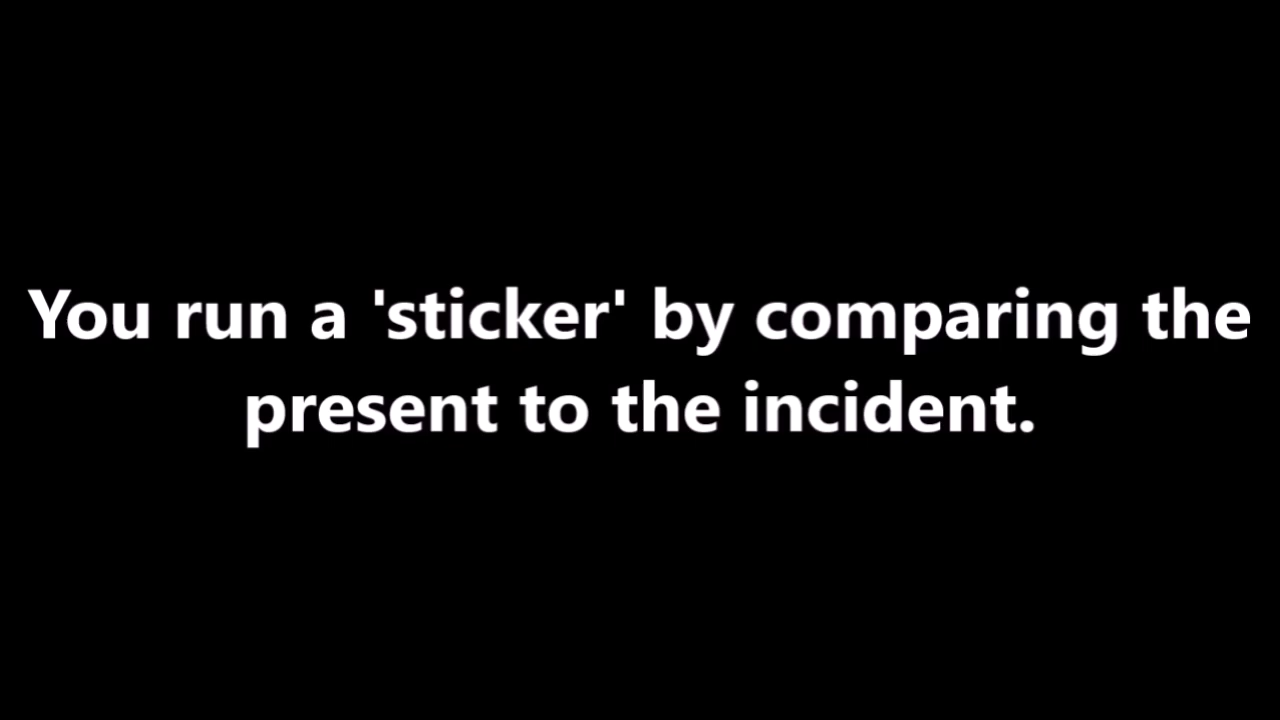 You run a 'sticker' by comparing the
present to the incident.